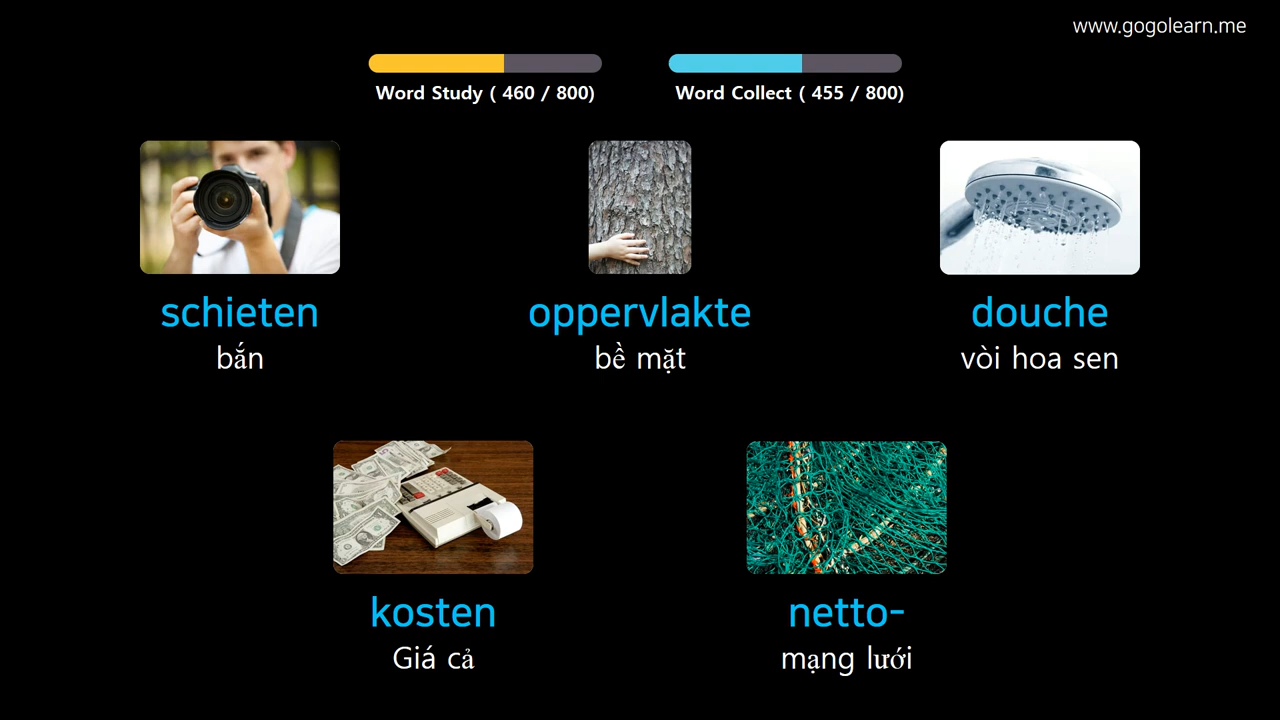 www.gogolearn.me
Word Study ( 460 / 800)
Word Collect ( 455 / 800)
schieten
bắn
oppervlakte
bề mặt
douche
vòi hoa sen
kosten
Giá cả
netto-
mạng lưới